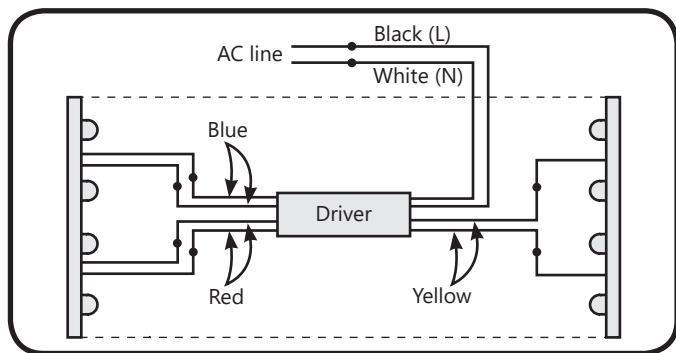 Black (L)
AC line
White (N)
Blue
Driver
Red
Yellow